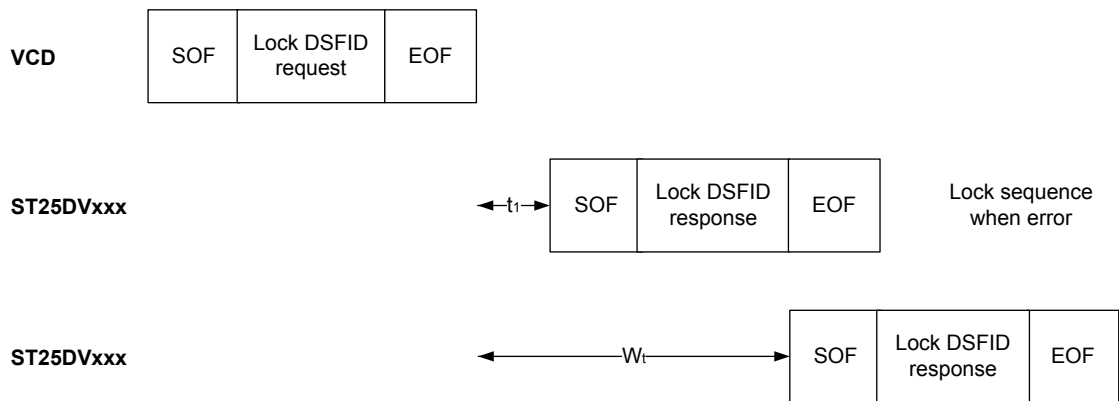 VCD
SOF
Lock DSFID
request
EOF
ST25DVxxx
t1
SOF
Lock DSFID
response
EOF
Lock sequence
when error
ST25DVxxx
Wt
SOF
Lock DSFID
response
EOF